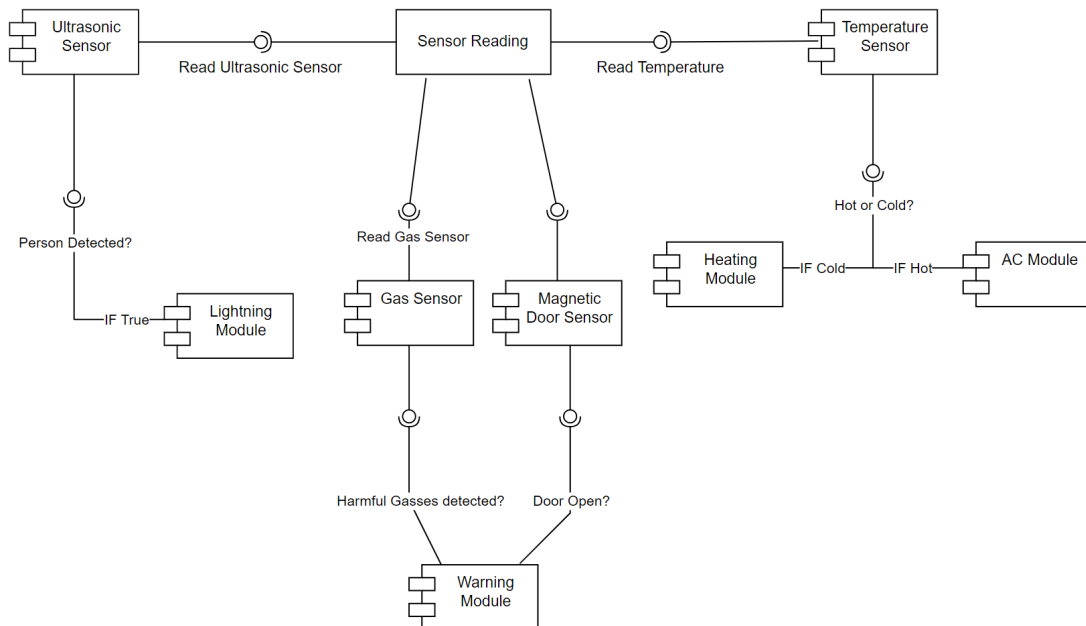 Ultrasonic
Sensor
Sensor Reading
Temperature
Sensor
Read Ultrasonic Sensor
Read Temperature
Hot or Cold?
Person Detected?
Read Gas Sensor
Heating
Module
IF Cold
IF Hot
AC Module
Lightning
Module
IF True
Gas Sensor
Magnetic
Door Sensor
Harmful Gasses detected?
Door Open?
Warning
Module